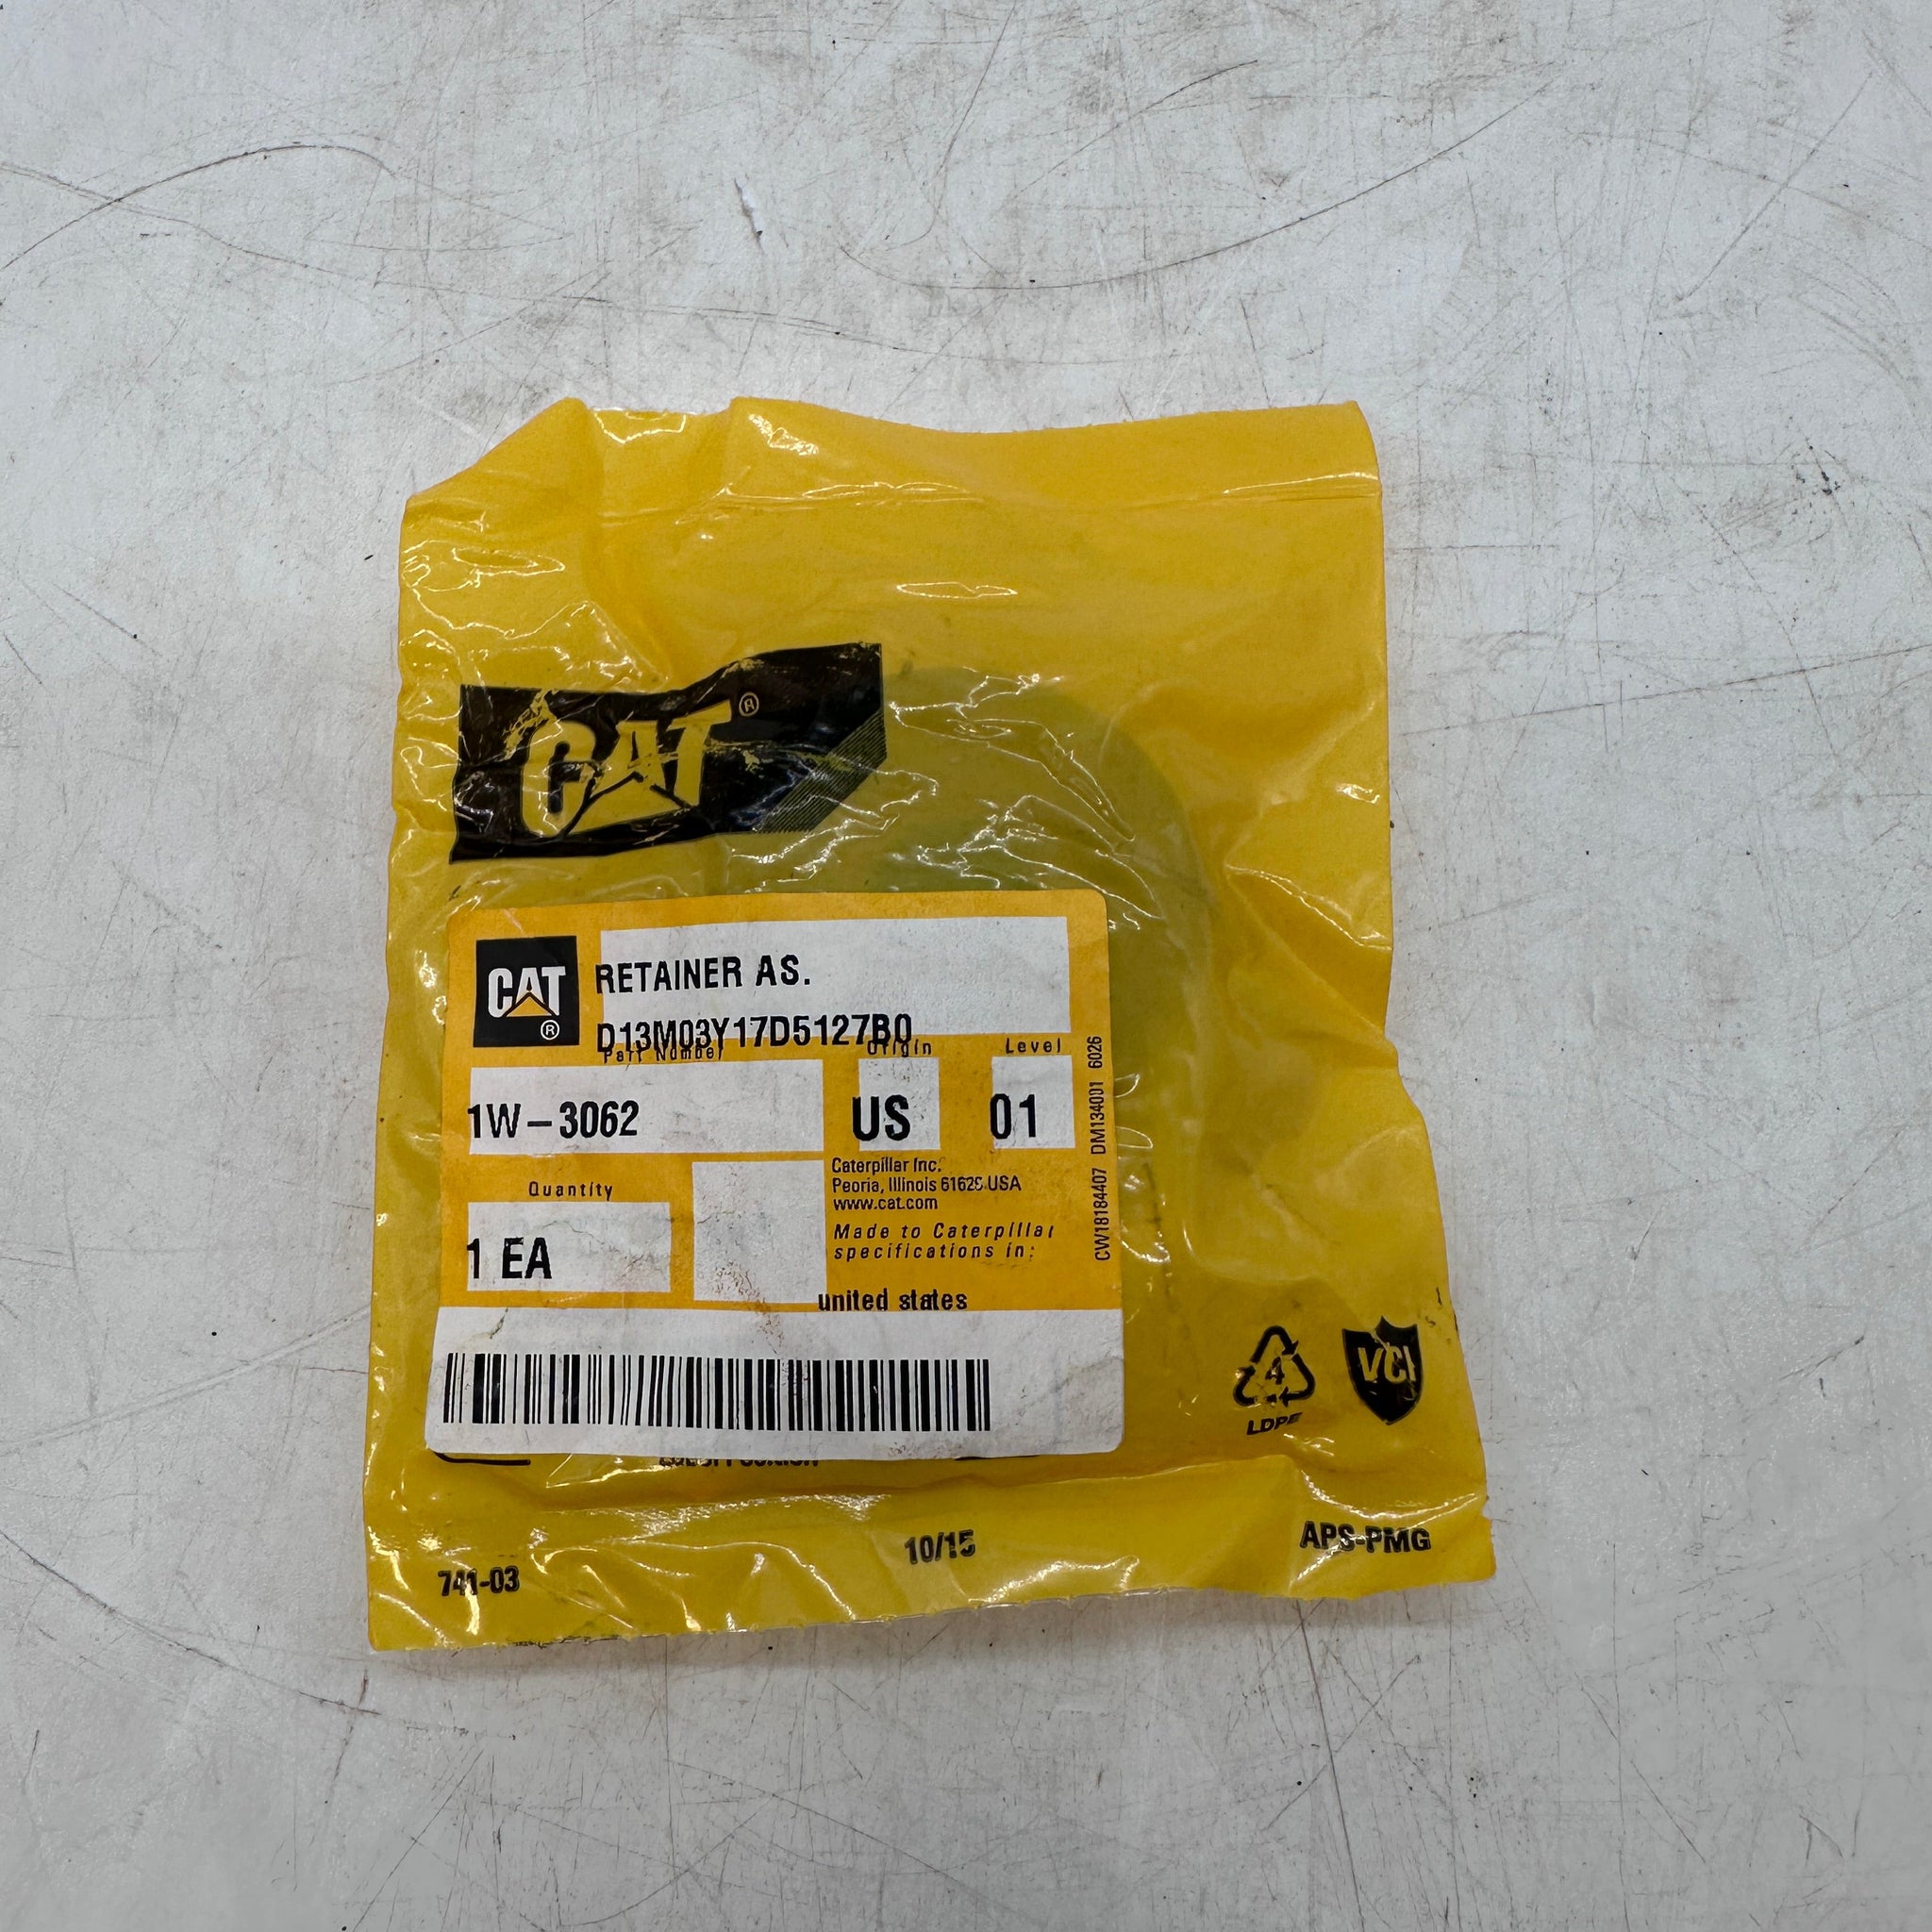 CAT®
CAT®
RETAINER AS.
D13M03Y17D5127B0
Part Number Origin Level
1W-3062 US 01
Quantity
1 EA
Caterpillar Inc.
Peoria, Illinois 61629 USA
www.cat.com
Made to Caterpillar
specifications in:
united states
CW18184407 DM134001 6026
4
LDPE
VCI
741-03
10/15
APS-PMG